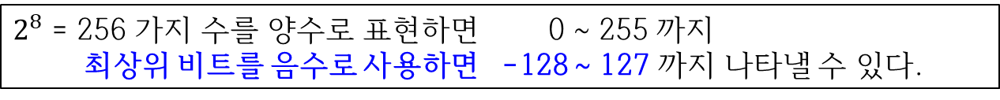 2⁸ = 256 가지 수를 양수로 표현하면 0 ~ 255 까지
최상위 비트를 음수로 사용하면 -128 ~ 127 까지 나타낼 수 있다.